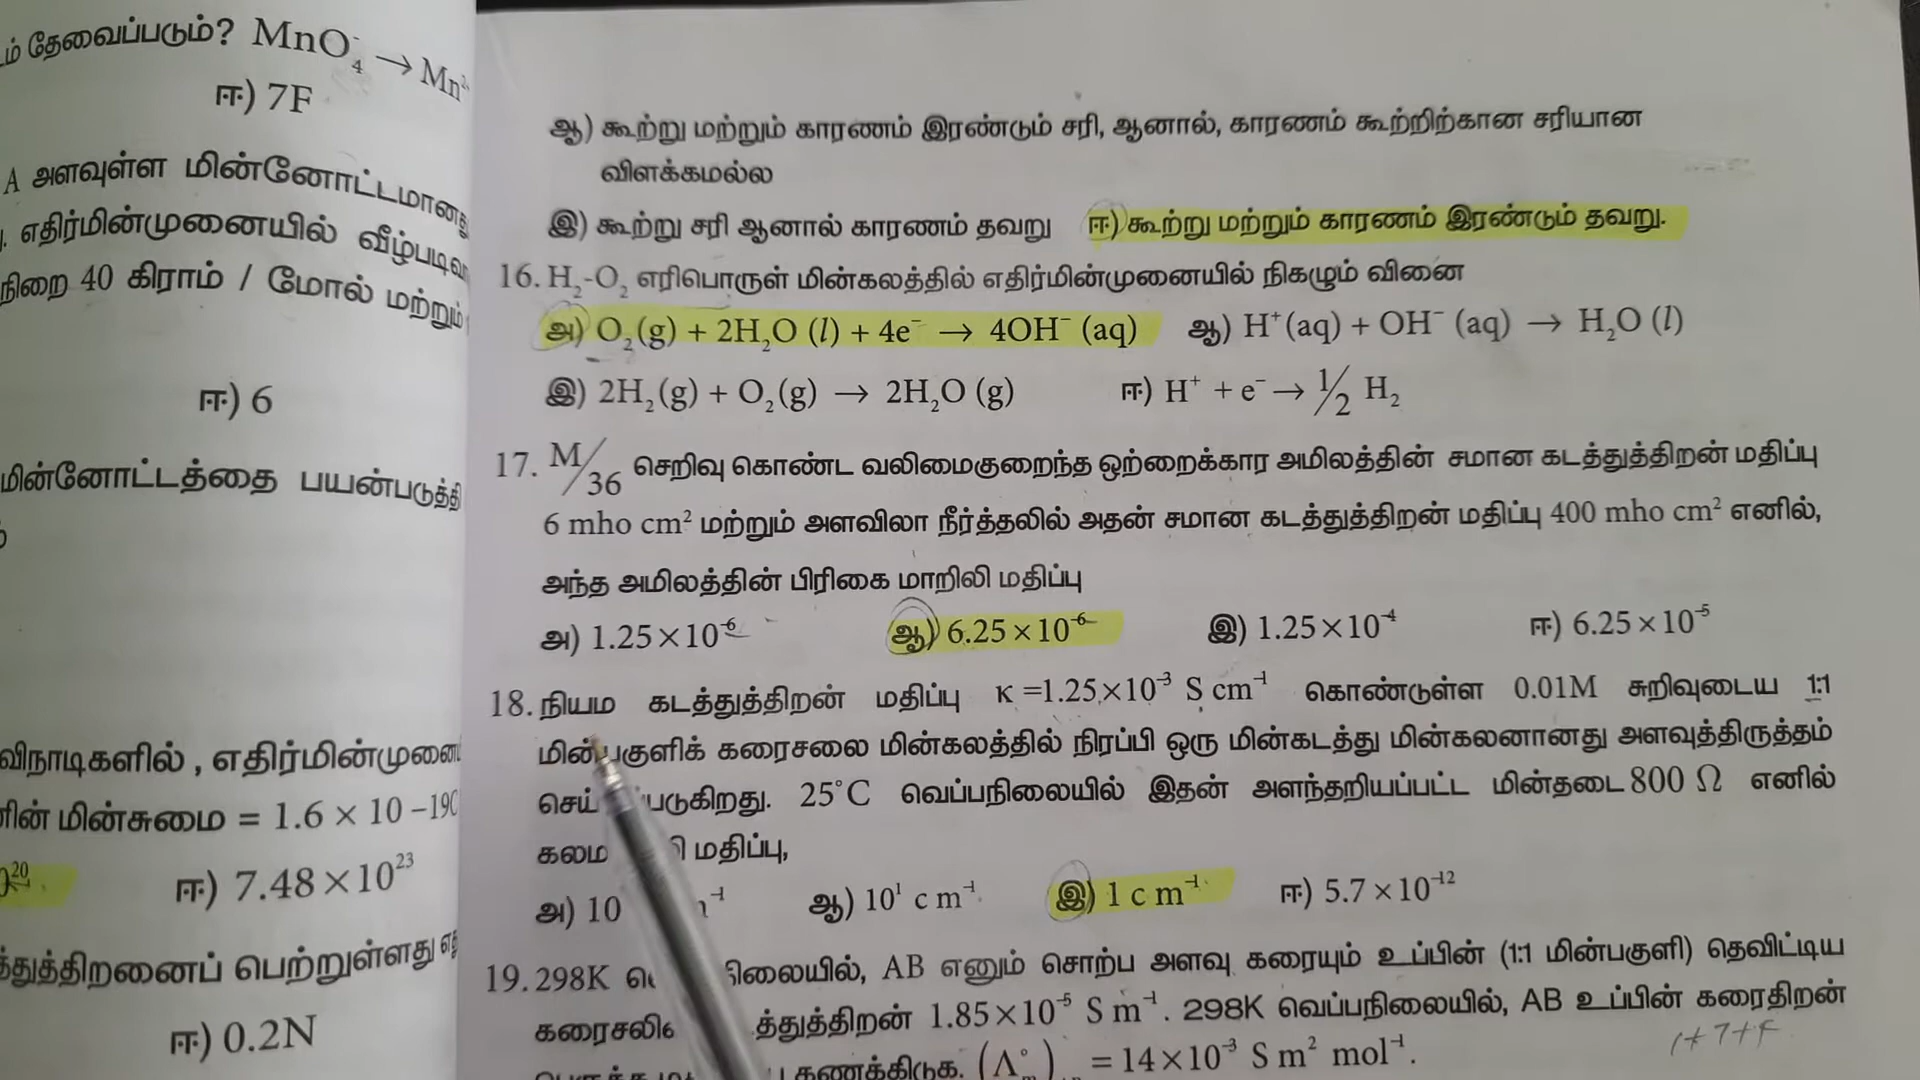 ம் தேவைப்படும்? MnO₄⁻ → Mn²
ஈ) 7F
A அளவுள்ள மின்னோட்டமானது
. எதிர்மின்முனையில் வீழ்படிவா
நிறை 40 கிராம் / மோல் மற்றும்
ஈ) 6
மின்னோட்டத்தை பயன்படுத்தி
விநாடிகளில் , எதிர்மின்முனை
ரின் மின்சுமை = 1.6 × 10 –19C
20.
ஈ) 7.48 × 10²³
த்துத்திறனைப் பெற்றுள்ளது எ
ஈ) 0.2N
ஆ) கூற்று மற்றும் காரணம் இரண்டும் சரி, ஆனால், காரணம் கூற்றிற்கான சரியான
விளக்கமல்ல
இ) கூற்று சரி ஆனால் காரணம் தவறு ஈ) கூற்று மற்றும் காரணம் இரண்டும் தவறு.
16. H₂-O₂ எரிபொருள் மின்கலத்தில் எதிர்மின்முனையில் நிகழும் வினை
அ) O₂(g) + 2H₂O (l) + 4e⁻ → 4OH⁻ (aq) ஆ) H⁺(aq) + OH⁻ (aq) → H₂O (l)
இ) 2H₂(g) + O₂(g) → 2H₂O (g) ஈ) H⁺ + e⁻ → 1/2 H₂
17. M/36 செறிவு கொண்ட வலிமைகுறைந்த ஒற்றைக்கார அமிலத்தின் சமான கடத்துத்திறன் மதிப்பு
6 mho cm² மற்றும் அளவிலா நீர்த்தலில் அதன் சமான கடத்துத்திறன் மதிப்பு 400 mho cm² எனில்,
அந்த அமிலத்தின் பிரிகை மாறிலி மதிப்பு
அ) 1.25×10⁻⁶ ஆ) 6.25×10⁻⁶ இ) 1.25×10⁻⁴ ஈ) 6.25×10⁻⁵
18. நியம கடத்துத்திறன் மதிப்பு κ =1.25×10⁻³ S cm⁻¹ கொண்டுள்ள 0.01M சுறிவுடைய 1:1
மின்பகுளிக் கரைசலை மின்கலத்தில் நிரப்பி ஒரு மின்கடத்து மின்கலனானது அளவுத்திருத்தம்
செய் படுகிறது. 25°C வெப்பநிலையில் இதன் அளந்தறியப்பட்ட மின்தடை 800 Ω எனில்
கலம மதிப்பு,
அ) 10 ⁻¹ ஆ) 10¹ c m⁻¹ இ) 1 c m⁻¹ ஈ) 5.7 × 10⁻¹²
19. 298K நிலையில், AB எனும் சொற்ப அளவு கரையும் உப்பின் (1:1 மின்பகுளி) தெவிட்டிய
கரைசலி த்துத்திறன் 1.85×10⁻⁵ S m⁻¹. 298K வெப்பநிலையில், AB உப்பின் கரைதிறன்
கணக்கிடுக. (Λ°ₘ) = 14×10⁻³ S m² mol⁻¹.